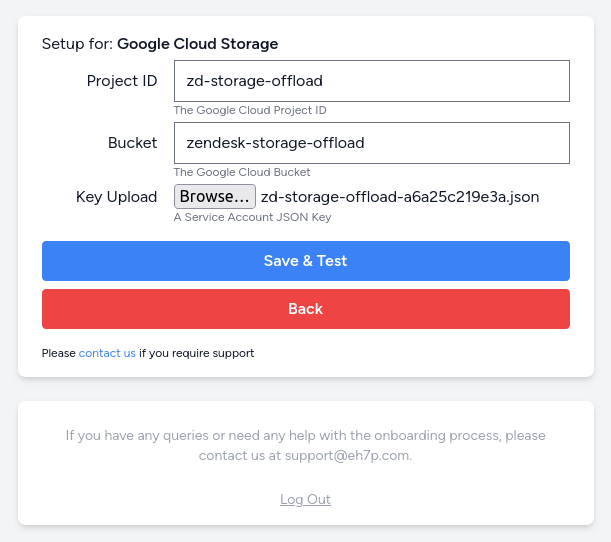 Setup for: Google Cloud Storage
Project ID zd-storage-offload
The Google Cloud Project ID
Bucket zendesk-storage-offload
The Google Cloud Bucket
Key Upload Browse... zd-storage-offload-a6a25c219e3a.json
A Service Account JSON Key
Save & Test
Back
Please contact us if you require support
If you have any queries or need any help with the onboarding process, please
contact us at support@eh7p.com.
Log Out